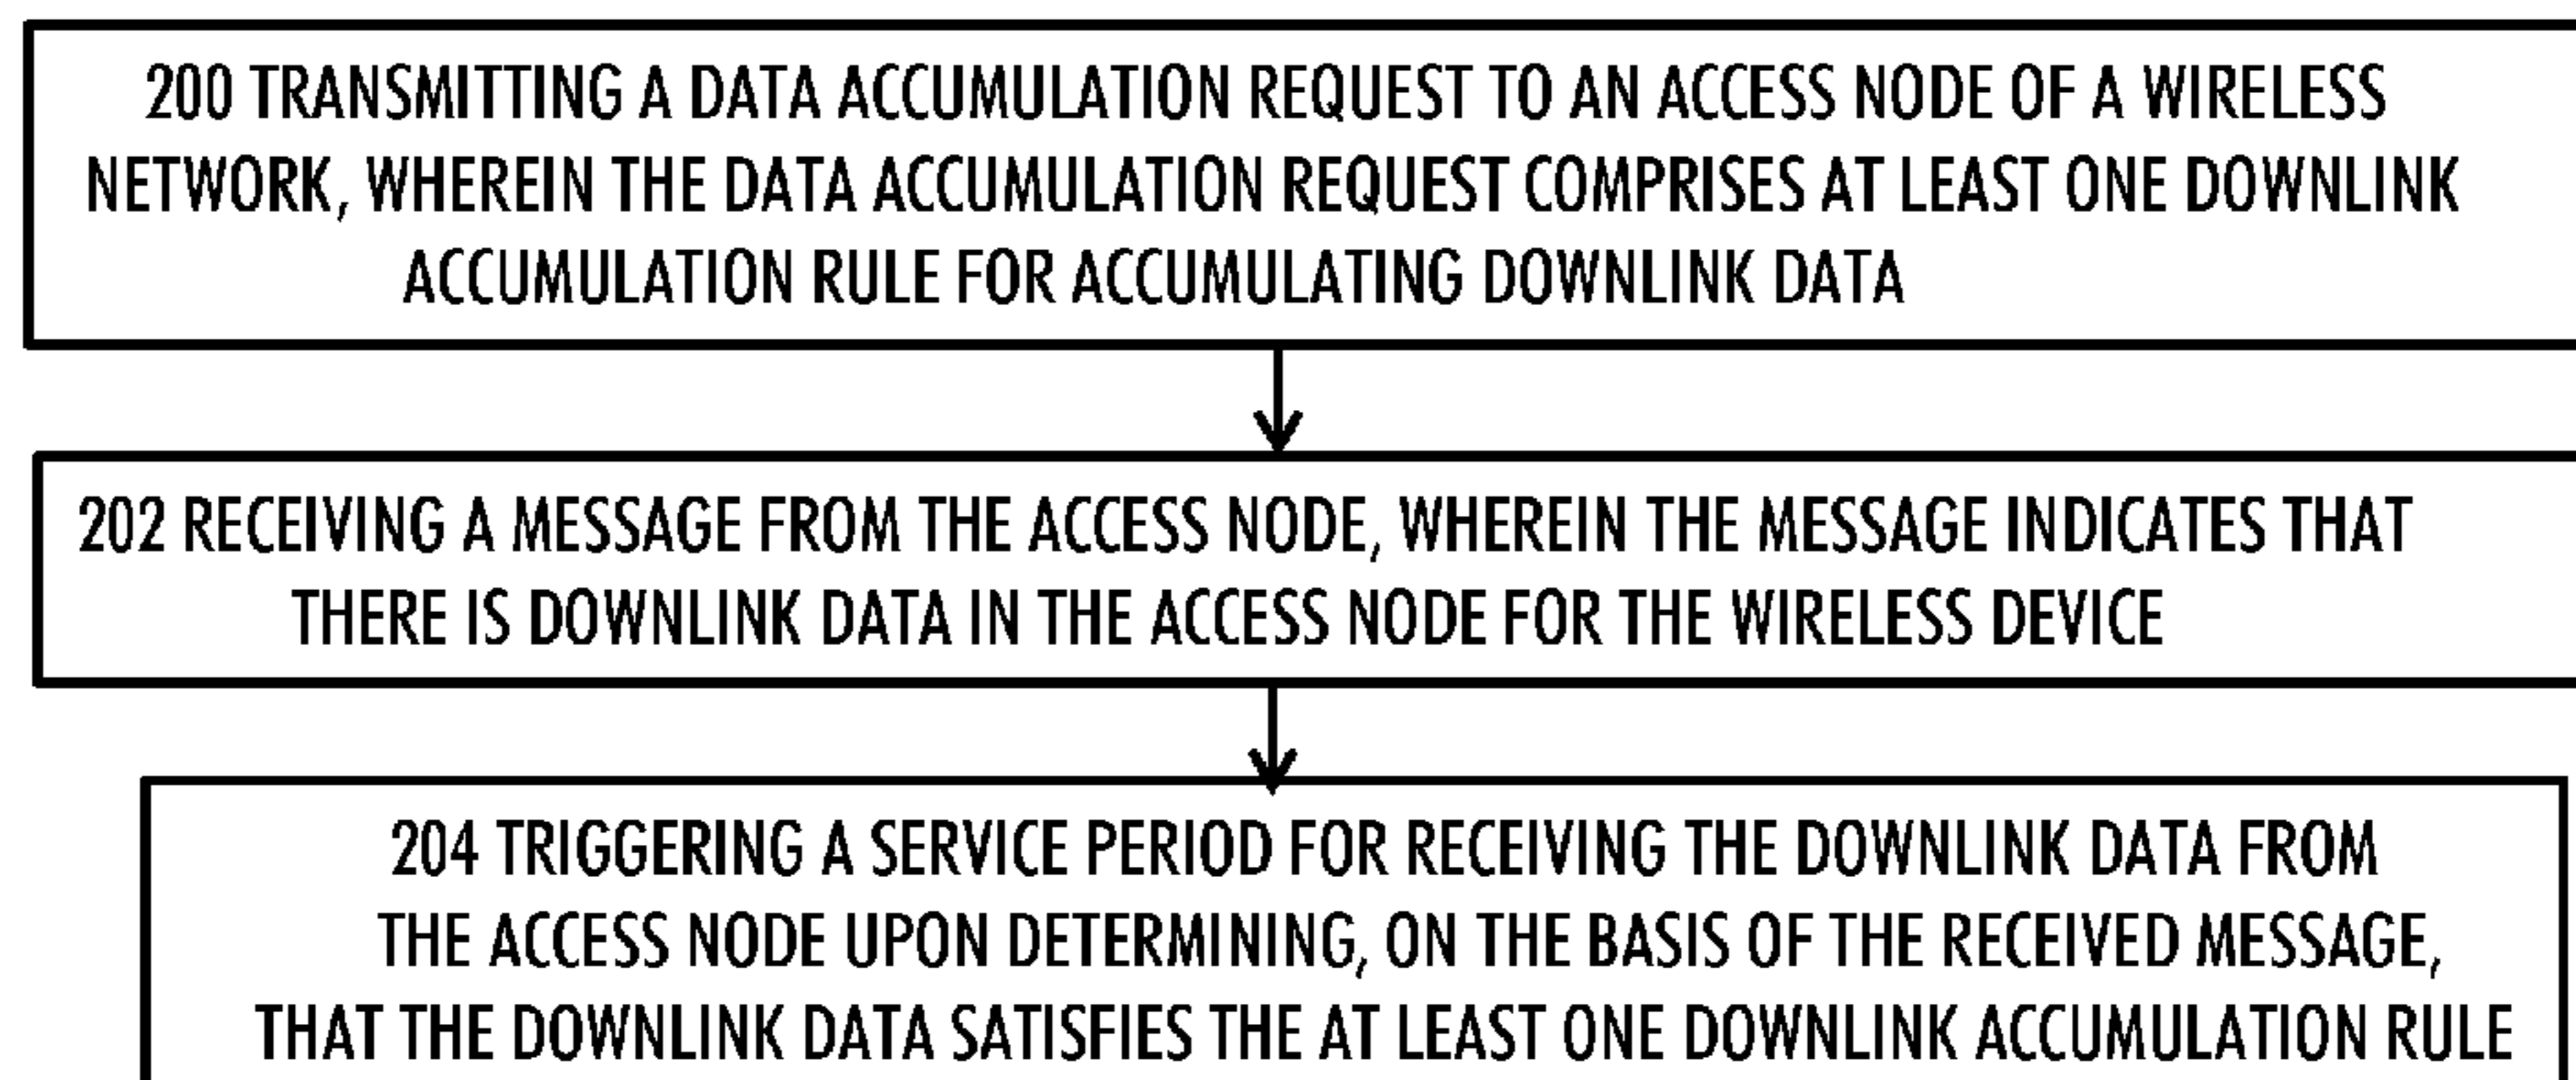 200 TRANSMITTING A DATA ACCUMULATION REQUEST TO AN ACCESS NODE OF A WIRELESS
NETWORK, WHEREIN THE DATA ACCUMULATION REQUEST COMPRISES AT LEAST ONE DOWNLINK
ACCUMULATION RULE FOR ACCUMULATING DOWNLINK DATA
202 RECEIVING A MESSAGE FROM THE ACCESS NODE, WHEREIN THE MESSAGE INDICATES THAT
THERE IS DOWNLINK DATA IN THE ACCESS NODE FOR THE WIRELESS DEVICE
204 TRIGGERING A SERVICE PERIOD FOR RECEIVING THE DOWNLINK DATA FROM
THE ACCESS NODE UPON DETERMINING, ON THE BASIS OF THE RECEIVED MESSAGE,
THAT THE DOWNLINK DATA SATISFIES THE AT LEAST ONE DOWNLINK ACCUMULATION RULE